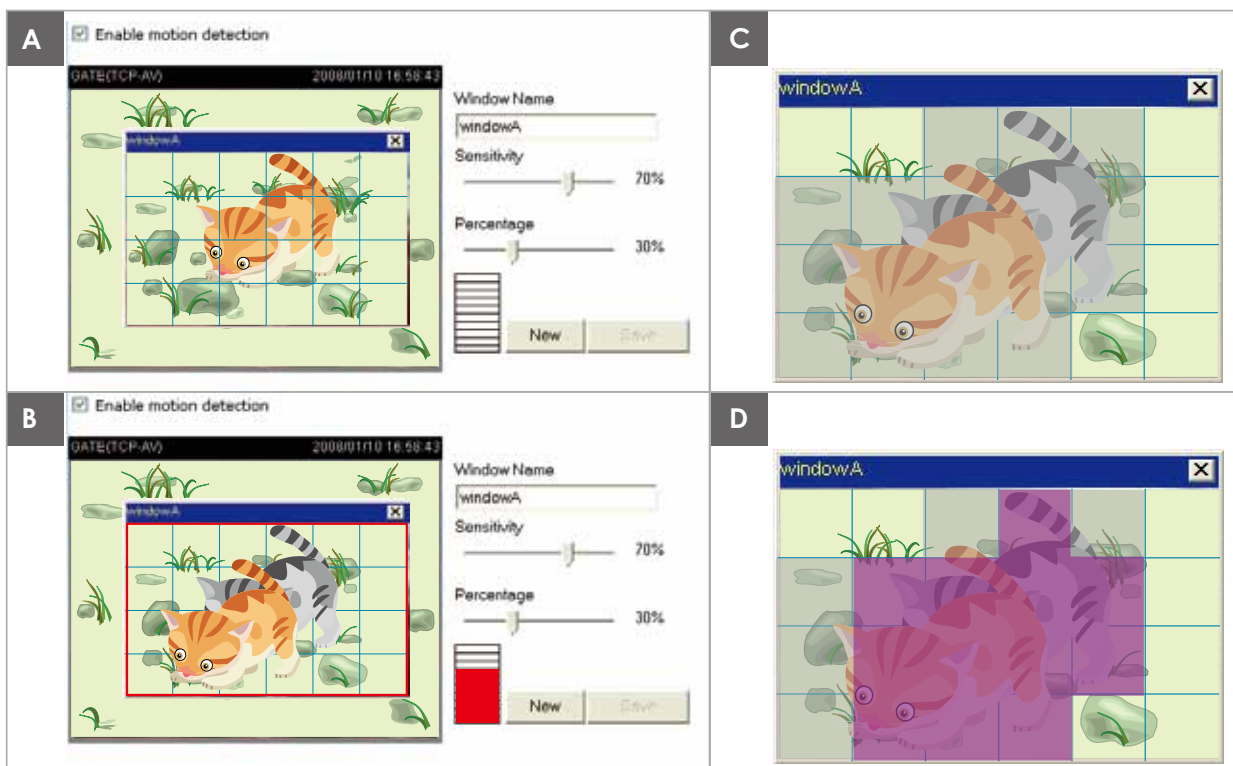 A
Enable motion detection
GATE(TCP-AV) 2008/01/10 16:58:43
windowA
Window Name
windowA
Sensitivity
70%
Percentage
30%
New Save
B
Enable motion detection
GATE(TCP-AV) 2008/01/10 16:58:43
windowA
Window Name
windowA
Sensitivity
70%
Percentage
30%
New Save
C
windowA
D
windowA